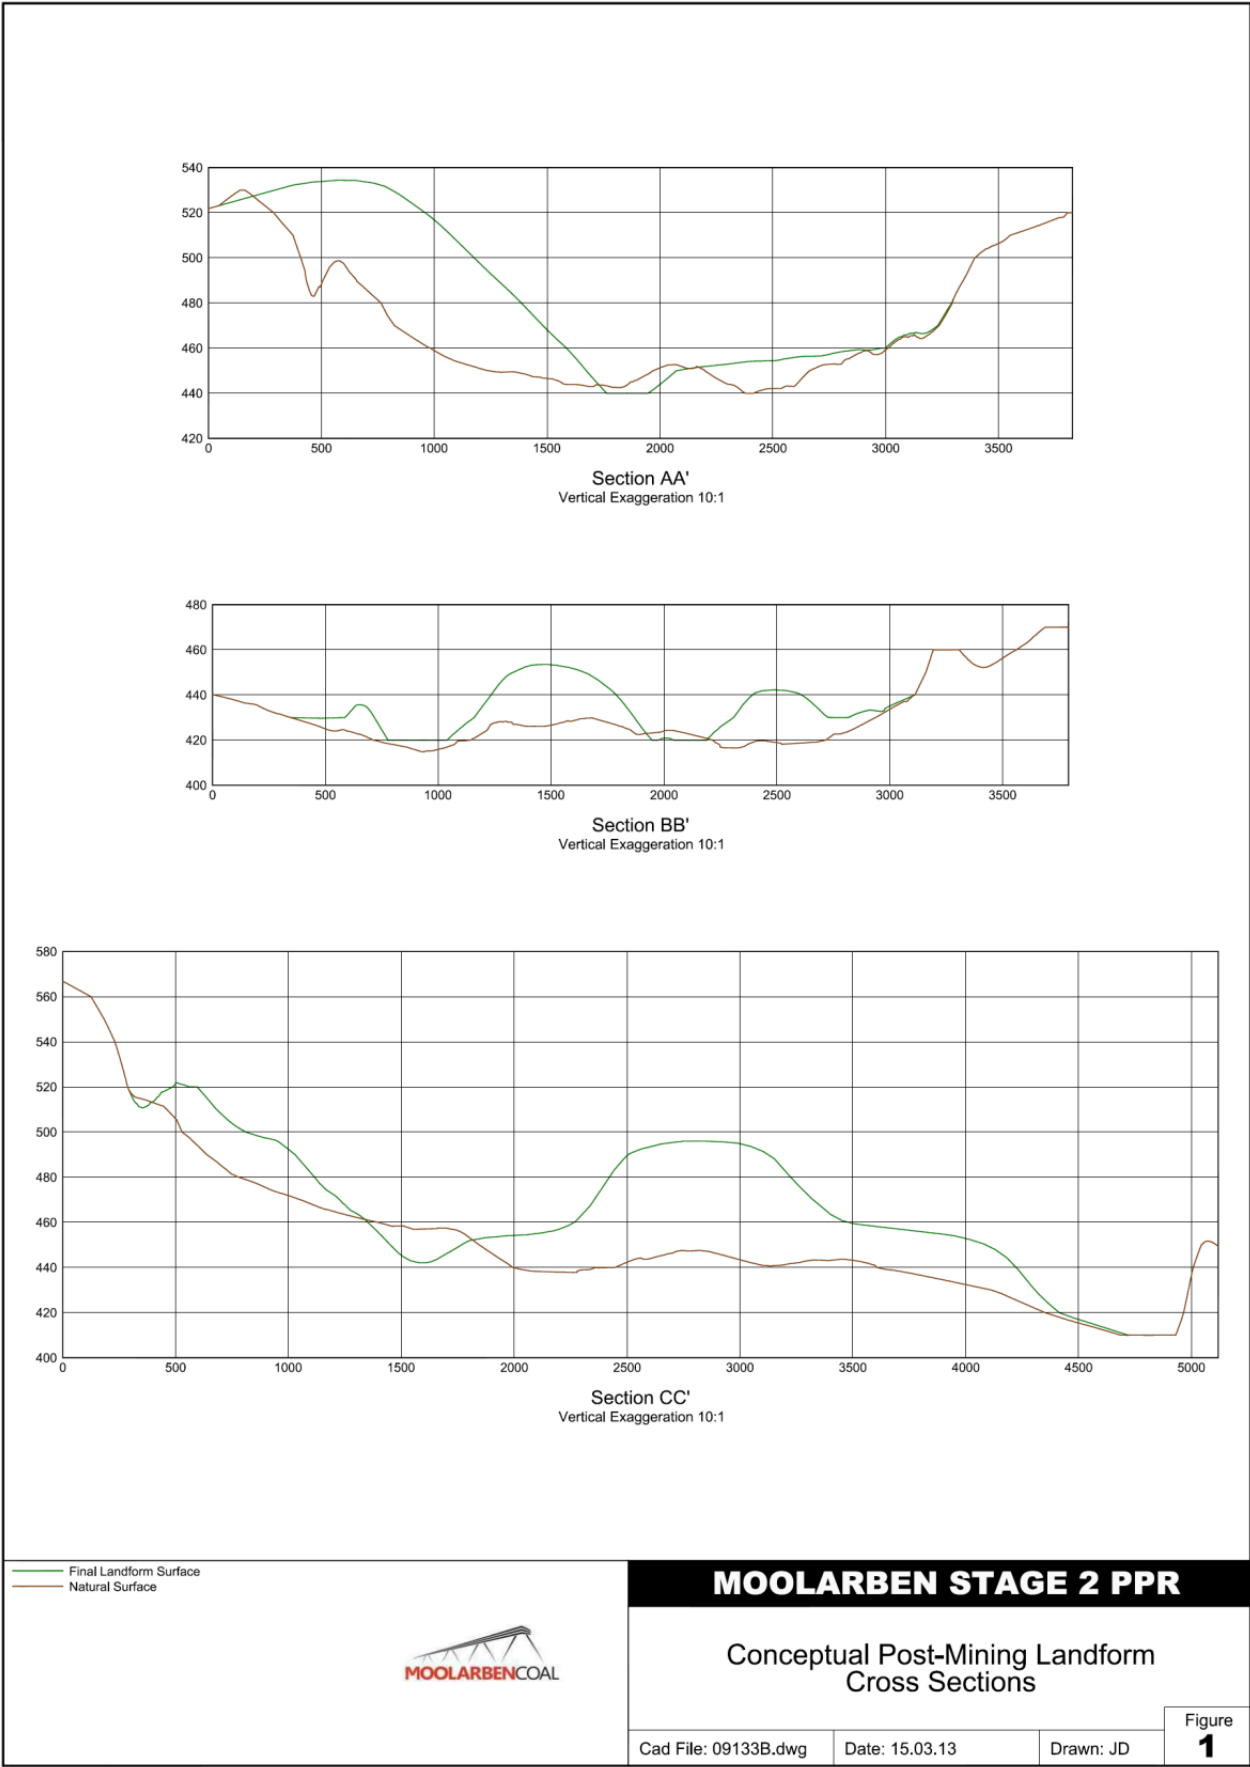 540
520
500
480
460
440
420
0 500 1000 1500 2000 2500 3000 3500
Section AA'
Vertical Exaggeration 10:1
480
460
440
420
400
0 500 1000 1500 2000 2500 3000 3500
Section BB'
Vertical Exaggeration 10:1
580
560
540
520
500
480
460
440
420
400
0 500 1000 1500 2000 2500 3000 3500 4000 4500 5000
Section CC'
Vertical Exaggeration 10:1
Final Landform Surface
Natural Surface
MOOLARBENCOAL
MOOLARBEN STAGE 2 PPR
Conceptual Post-Mining Landform
Cross Sections
Cad File: 09133B.dwg
Date: 15.03.13
Drawn: JD
Figure
1